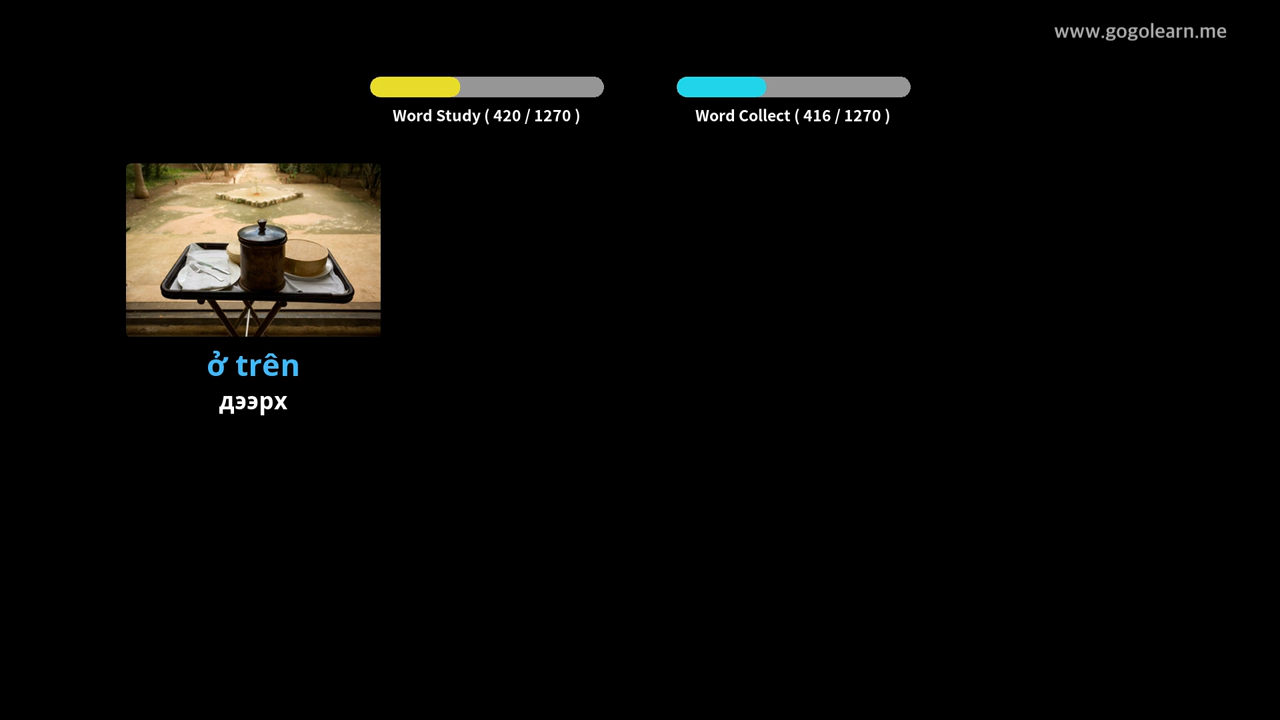 www.gogolearn.me
Word Study ( 420 / 1270 )
Word Collect ( 416 / 1270 )
ở trên
дээрх